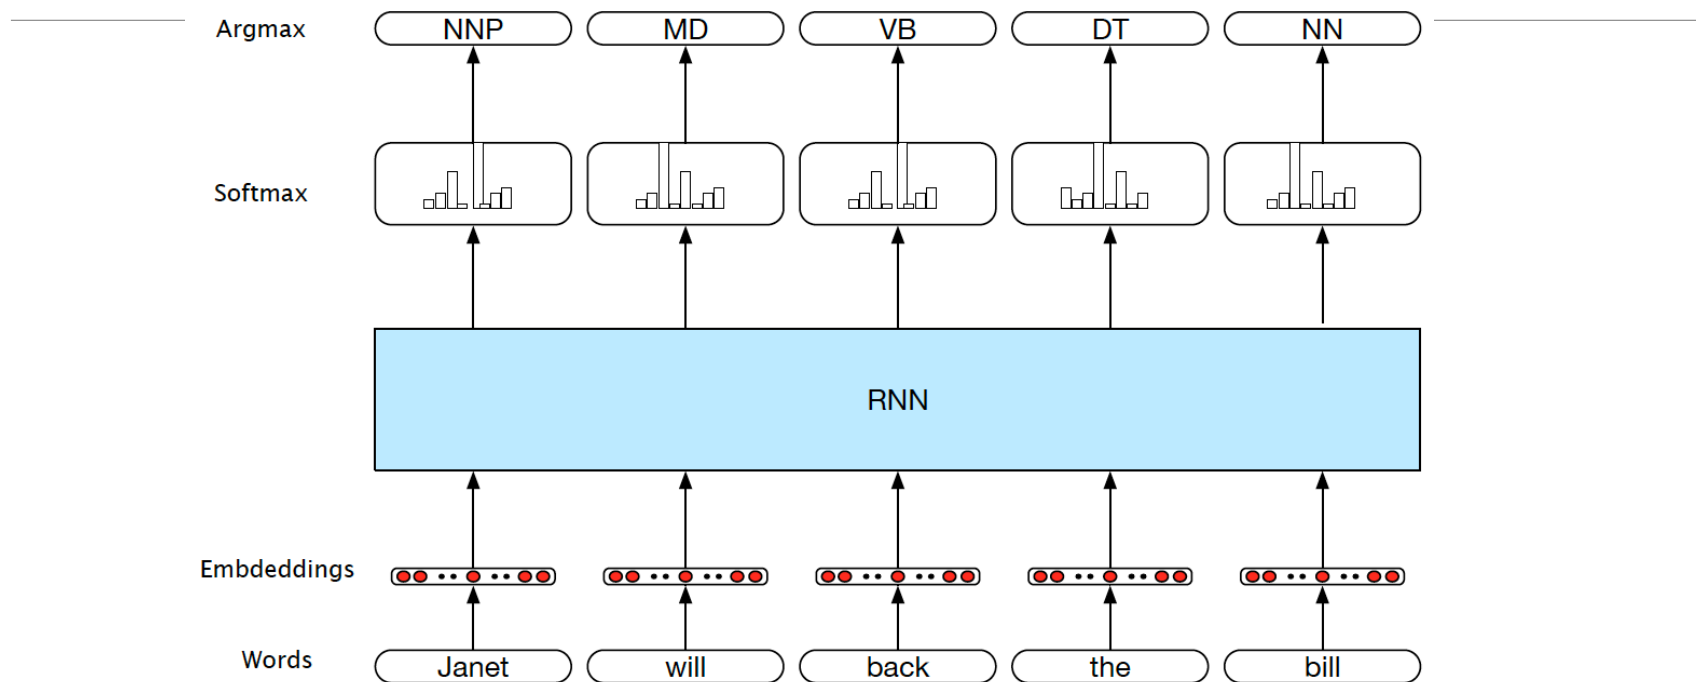 Argmax NNP MD VB DT NN
Softmax
RNN
Embdeddings
Words Janet will back the bill